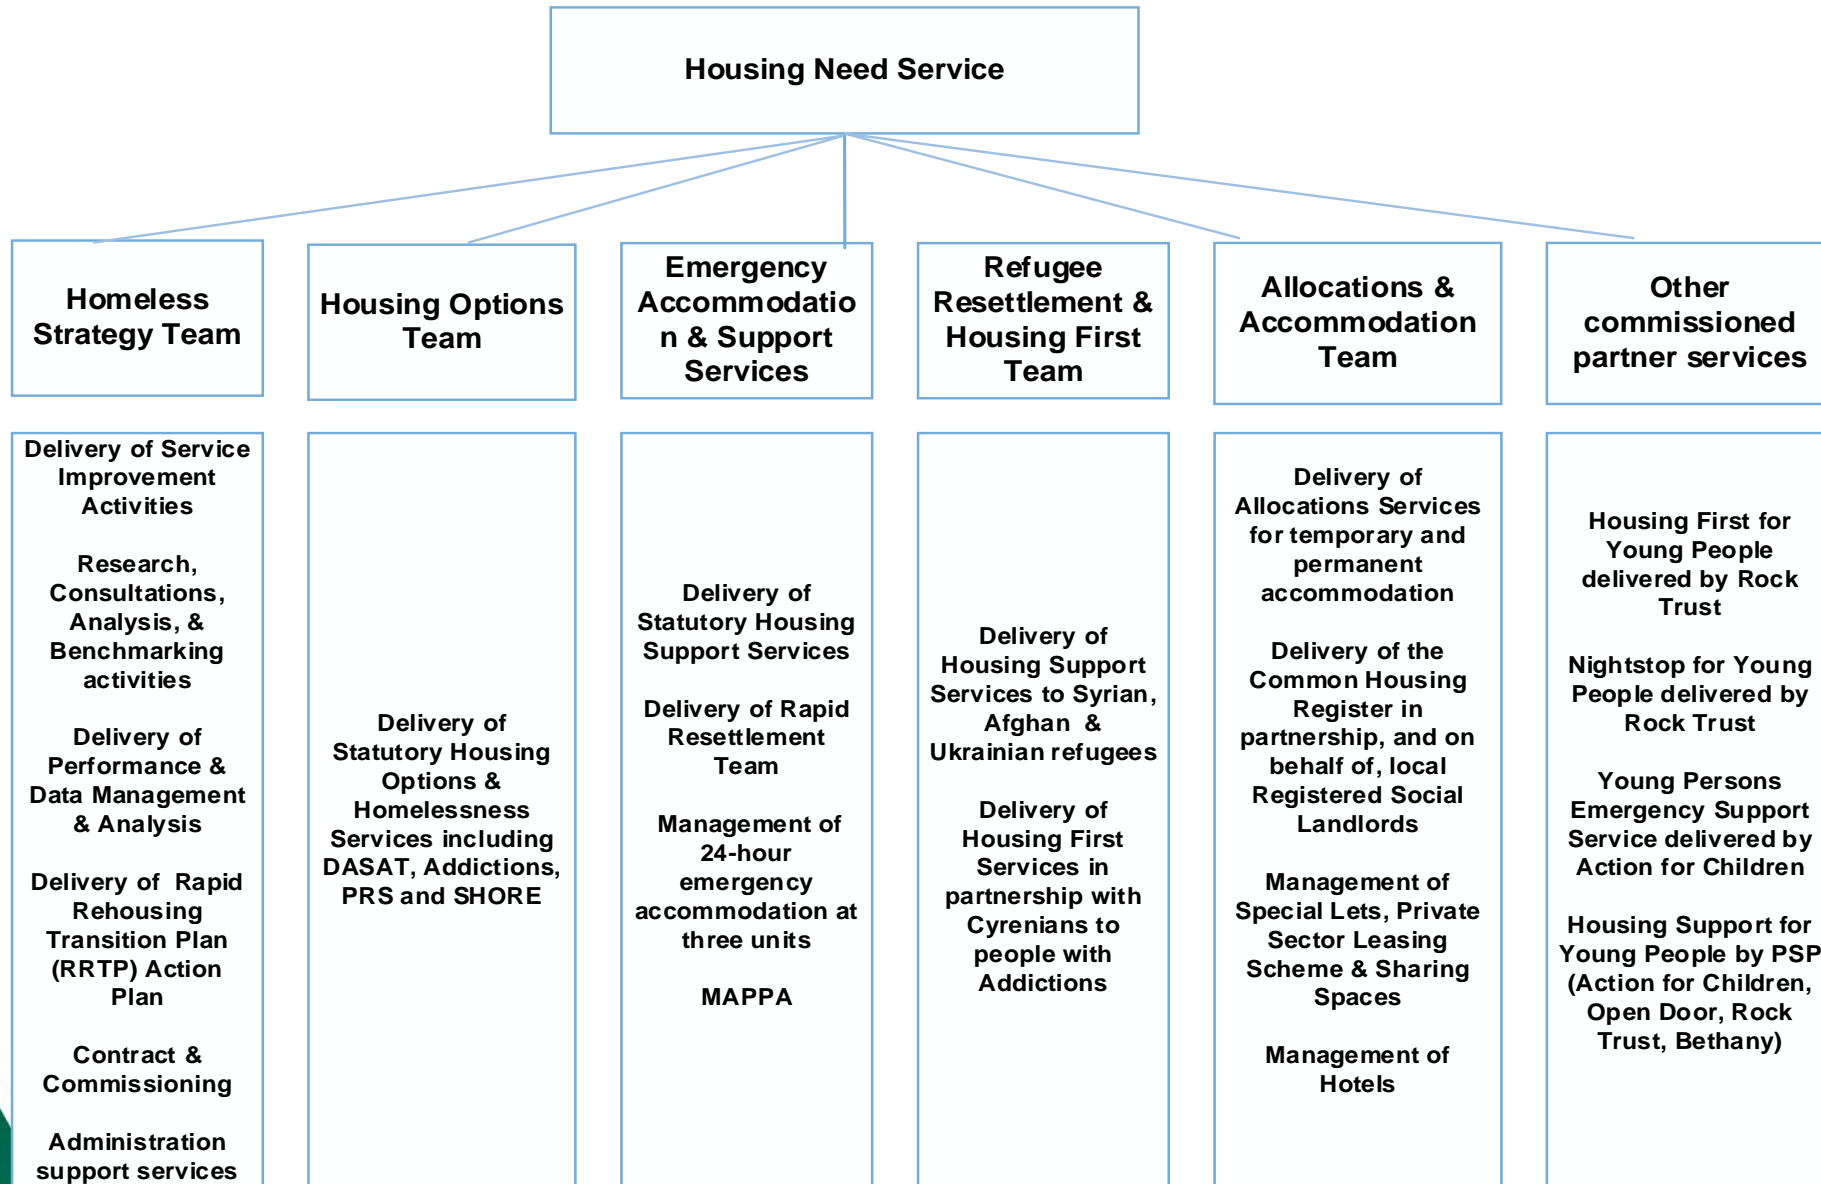 Housing Need Service
Homeless
Strategy Team
Housing Options
Team
Emergency
Accommodatio
n & Support
Services
Refugee
Resettlement &
Housing First
Team
Allocations &
Accommodation
Team
Other
commissioned
partner services
Delivery of Service
Improvement
Activities
Research,
Consultations,
Analysis, &
Benchmarking
activities
Delivery of
Performance &
Data Management
& Analysis
Delivery of Rapid
Rehousing
Transition Plan
(RRTP) Action
Plan
Contract &
Commissioning
Administration
support services
Delivery of
Statutory Housing
Options &
Homelessness
Services including
DASAT, Addictions,
PRS and SHORE
Delivery of
Statutory Housing
Support Services
Delivery of Rapid
Resettlement
Team
Management of
24-hour
emergency
accommodation at
three units
MAPPA
Delivery of
Housing Support
Services to Syrian,
Afghan &
Ukrainian refugees
Delivery of
Housing First
Services in
partnership with
Cyrenians to
people with
Addictions
Delivery of
Allocations Services
for temporary and
permanent
accommodation
Delivery of the
Common Housing
Register in
partnership, and on
behalf of, local
Registered Social
Landlords
Management of
Special Lets, Private
Sector Leasing
Scheme & Sharing
Spaces
Management of
Hotels
Housing First for
Young People
delivered by Rock
Trust
Nightstop for Young
People delivered by
Rock Trust
Young Persons
Emergency Support
Service delivered by
Action for Children
Housing Support for
Young People by PSP
(Action for Children,
Open Door, Rock
Trust, Bethany)